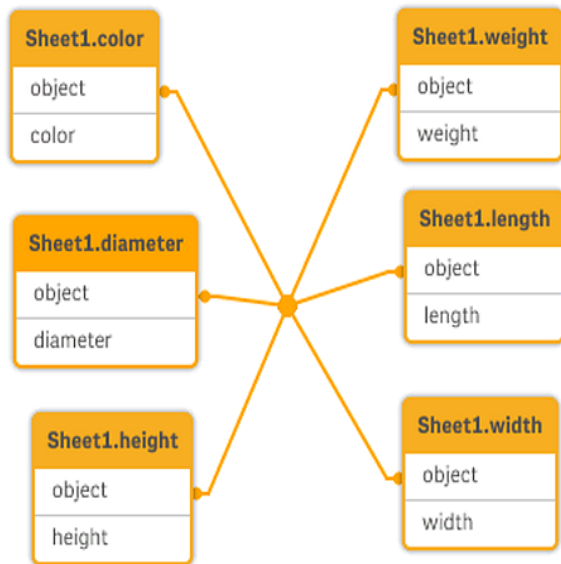 Sheet1.color
object
color
Sheet1.diameter
object
diameter
Sheet1.height
object
height
Sheet1.weight
object
weight
Sheet1.length
object
length
Sheet1.width
object
width